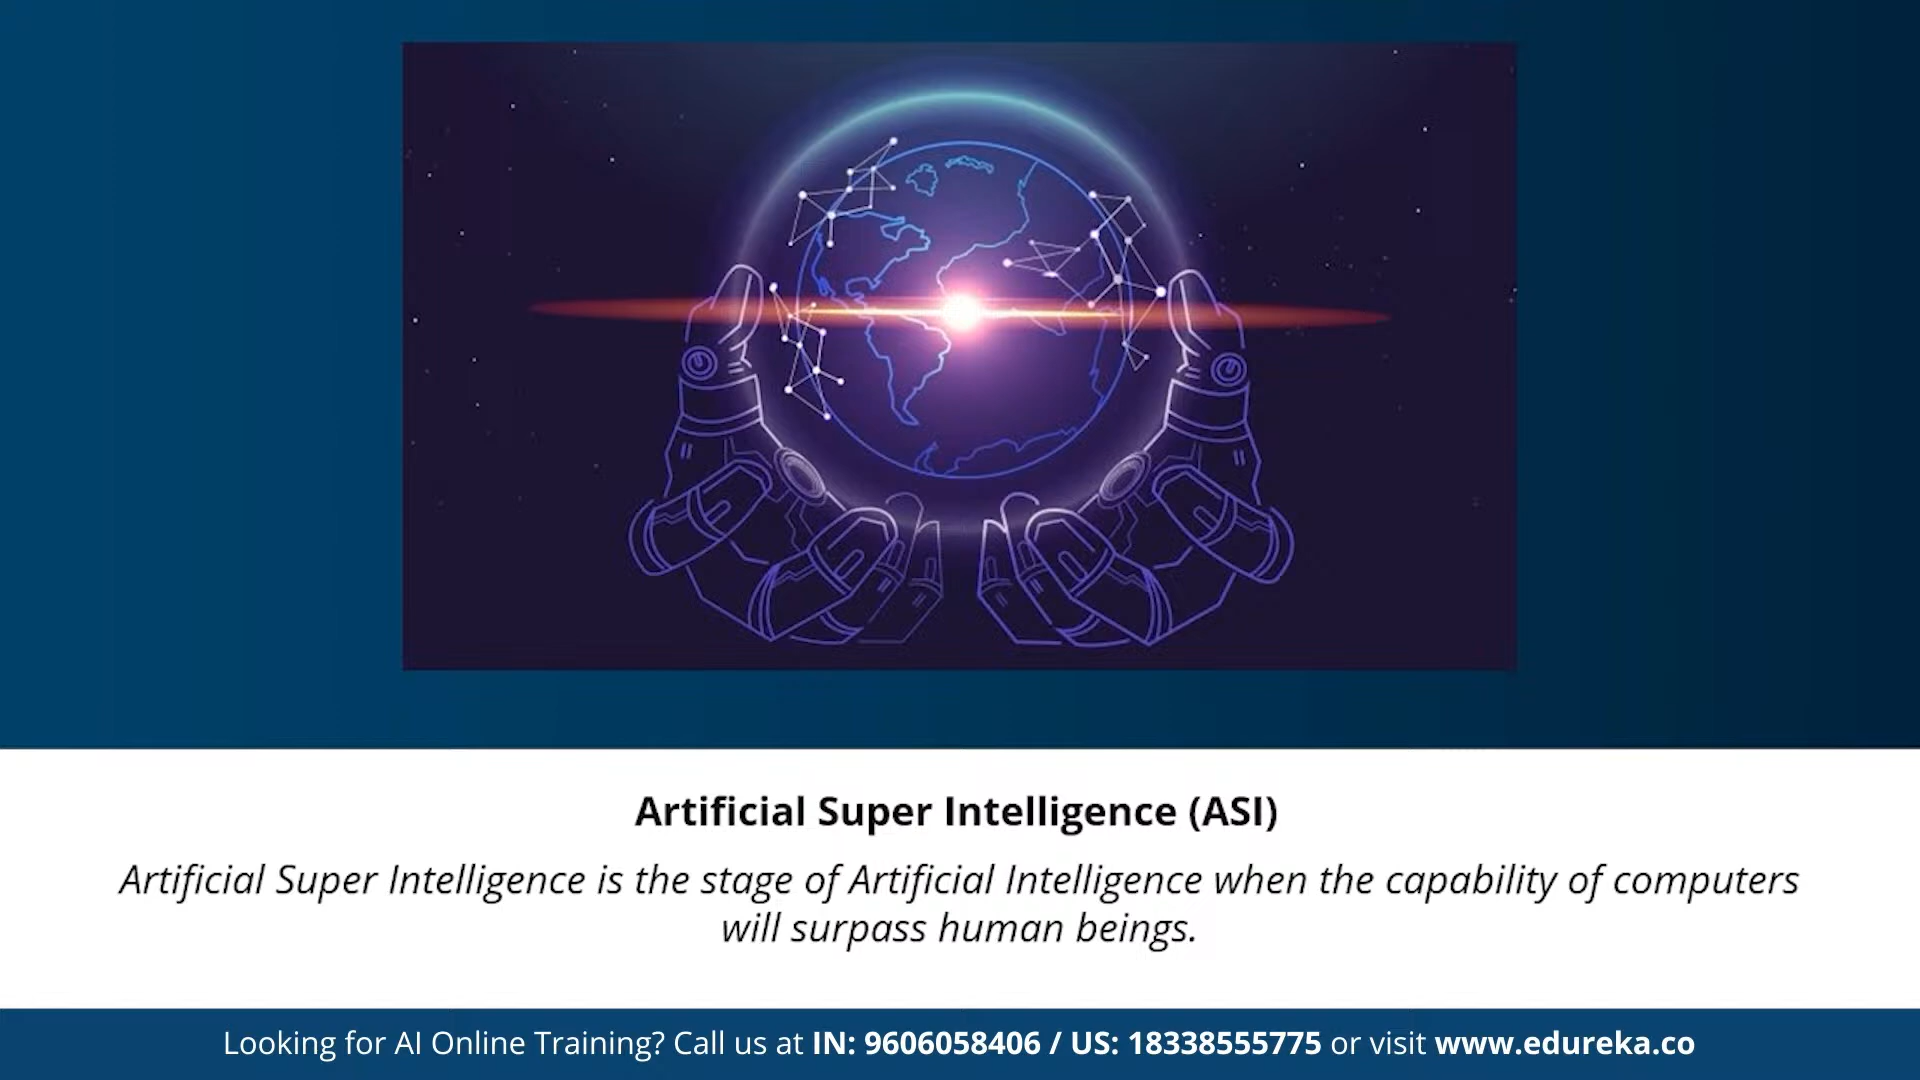 Artificial Super Intelligence (ASI)
Artificial Super Intelligence is the stage of Artificial Intelligence when the capability of computers
will surpass human beings.
Looking for AI Online Training? Call us at IN: 9606058406 / US: 18338555775 or visit www.edureka.co